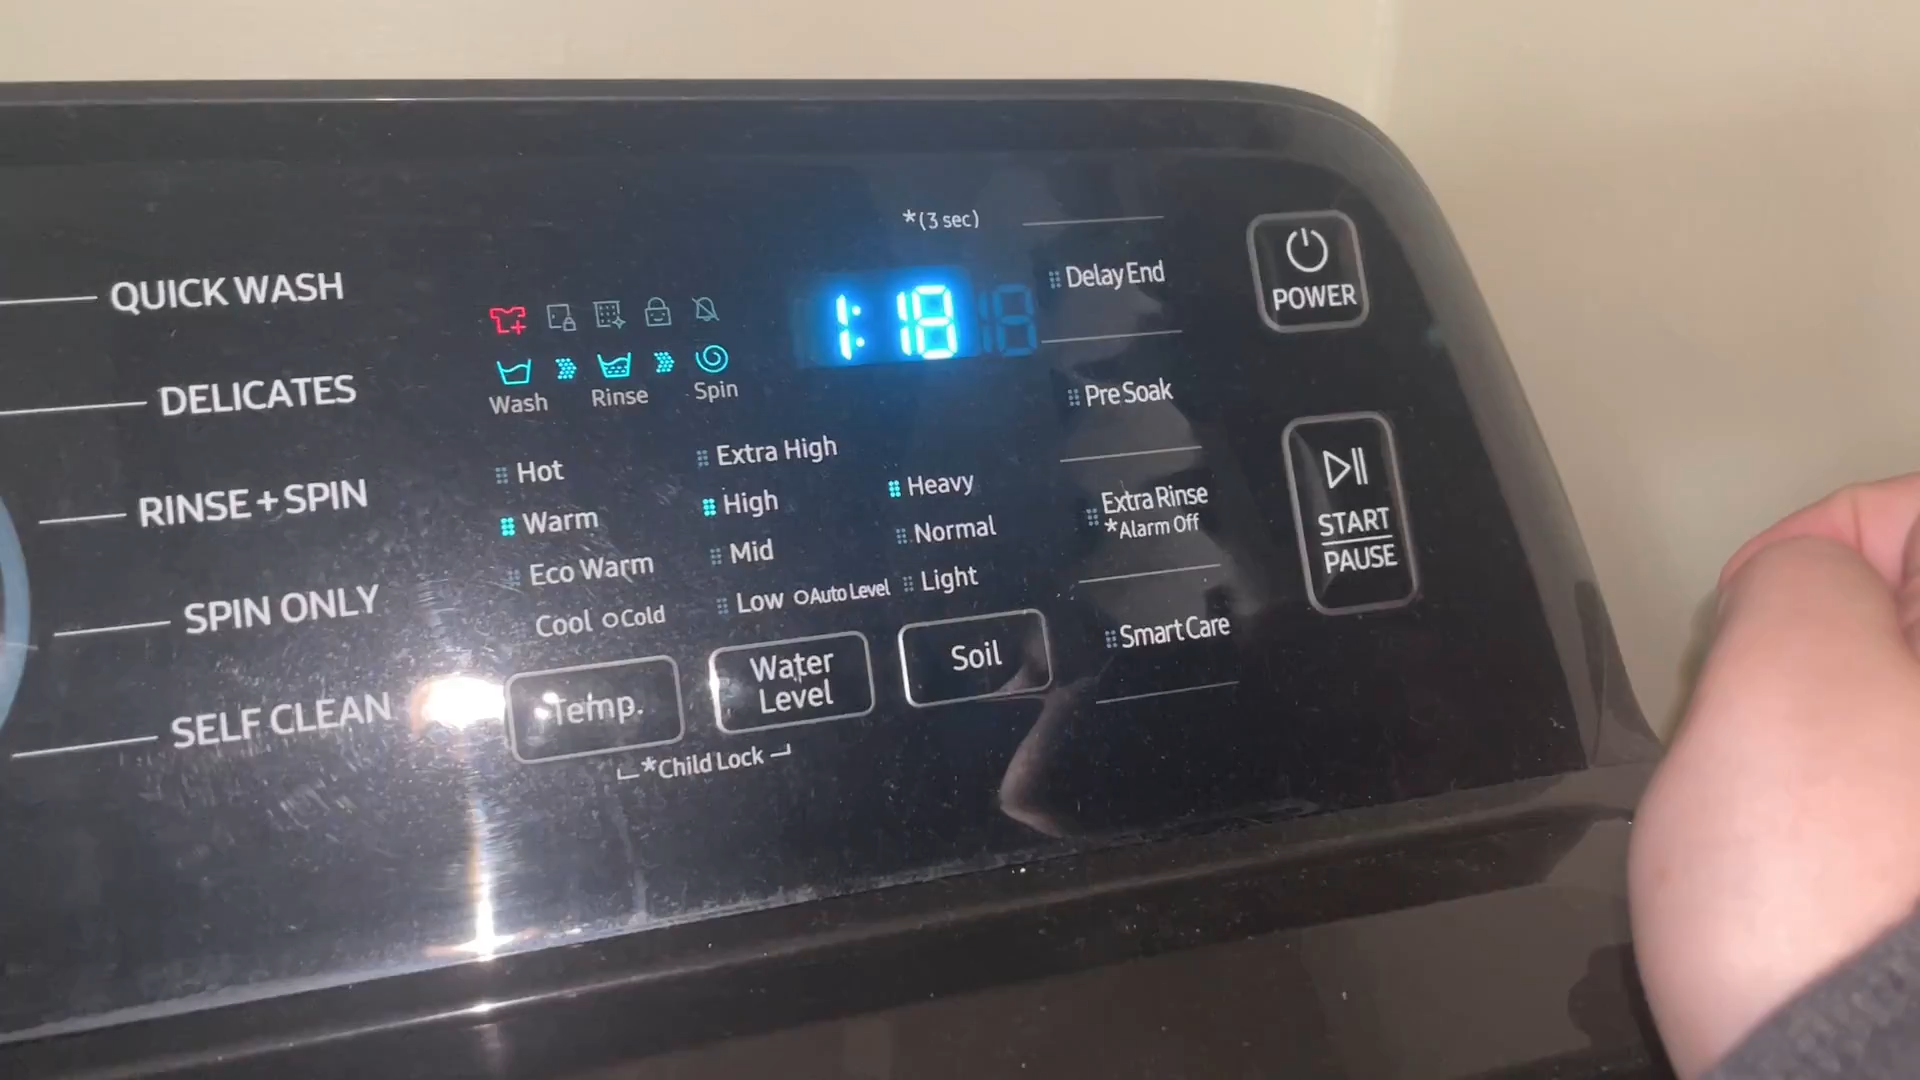 *(3 sec)
QUICK WASH
DELICATES
RINSE + SPIN
SPIN ONLY
SELF CLEAN
Wash
Rinse
Spin
1:18
Hot
Warm
Eco Warm
Cool
Cold
Extra High
High
Mid
Low
Auto Level
Heavy
Normal
Light
Temp.
Water
Level
Soil
*Child Lock
Delay End
Pre Soak
Extra Rinse
*Alarm Off
Smart Care
POWER
START
PAUSE